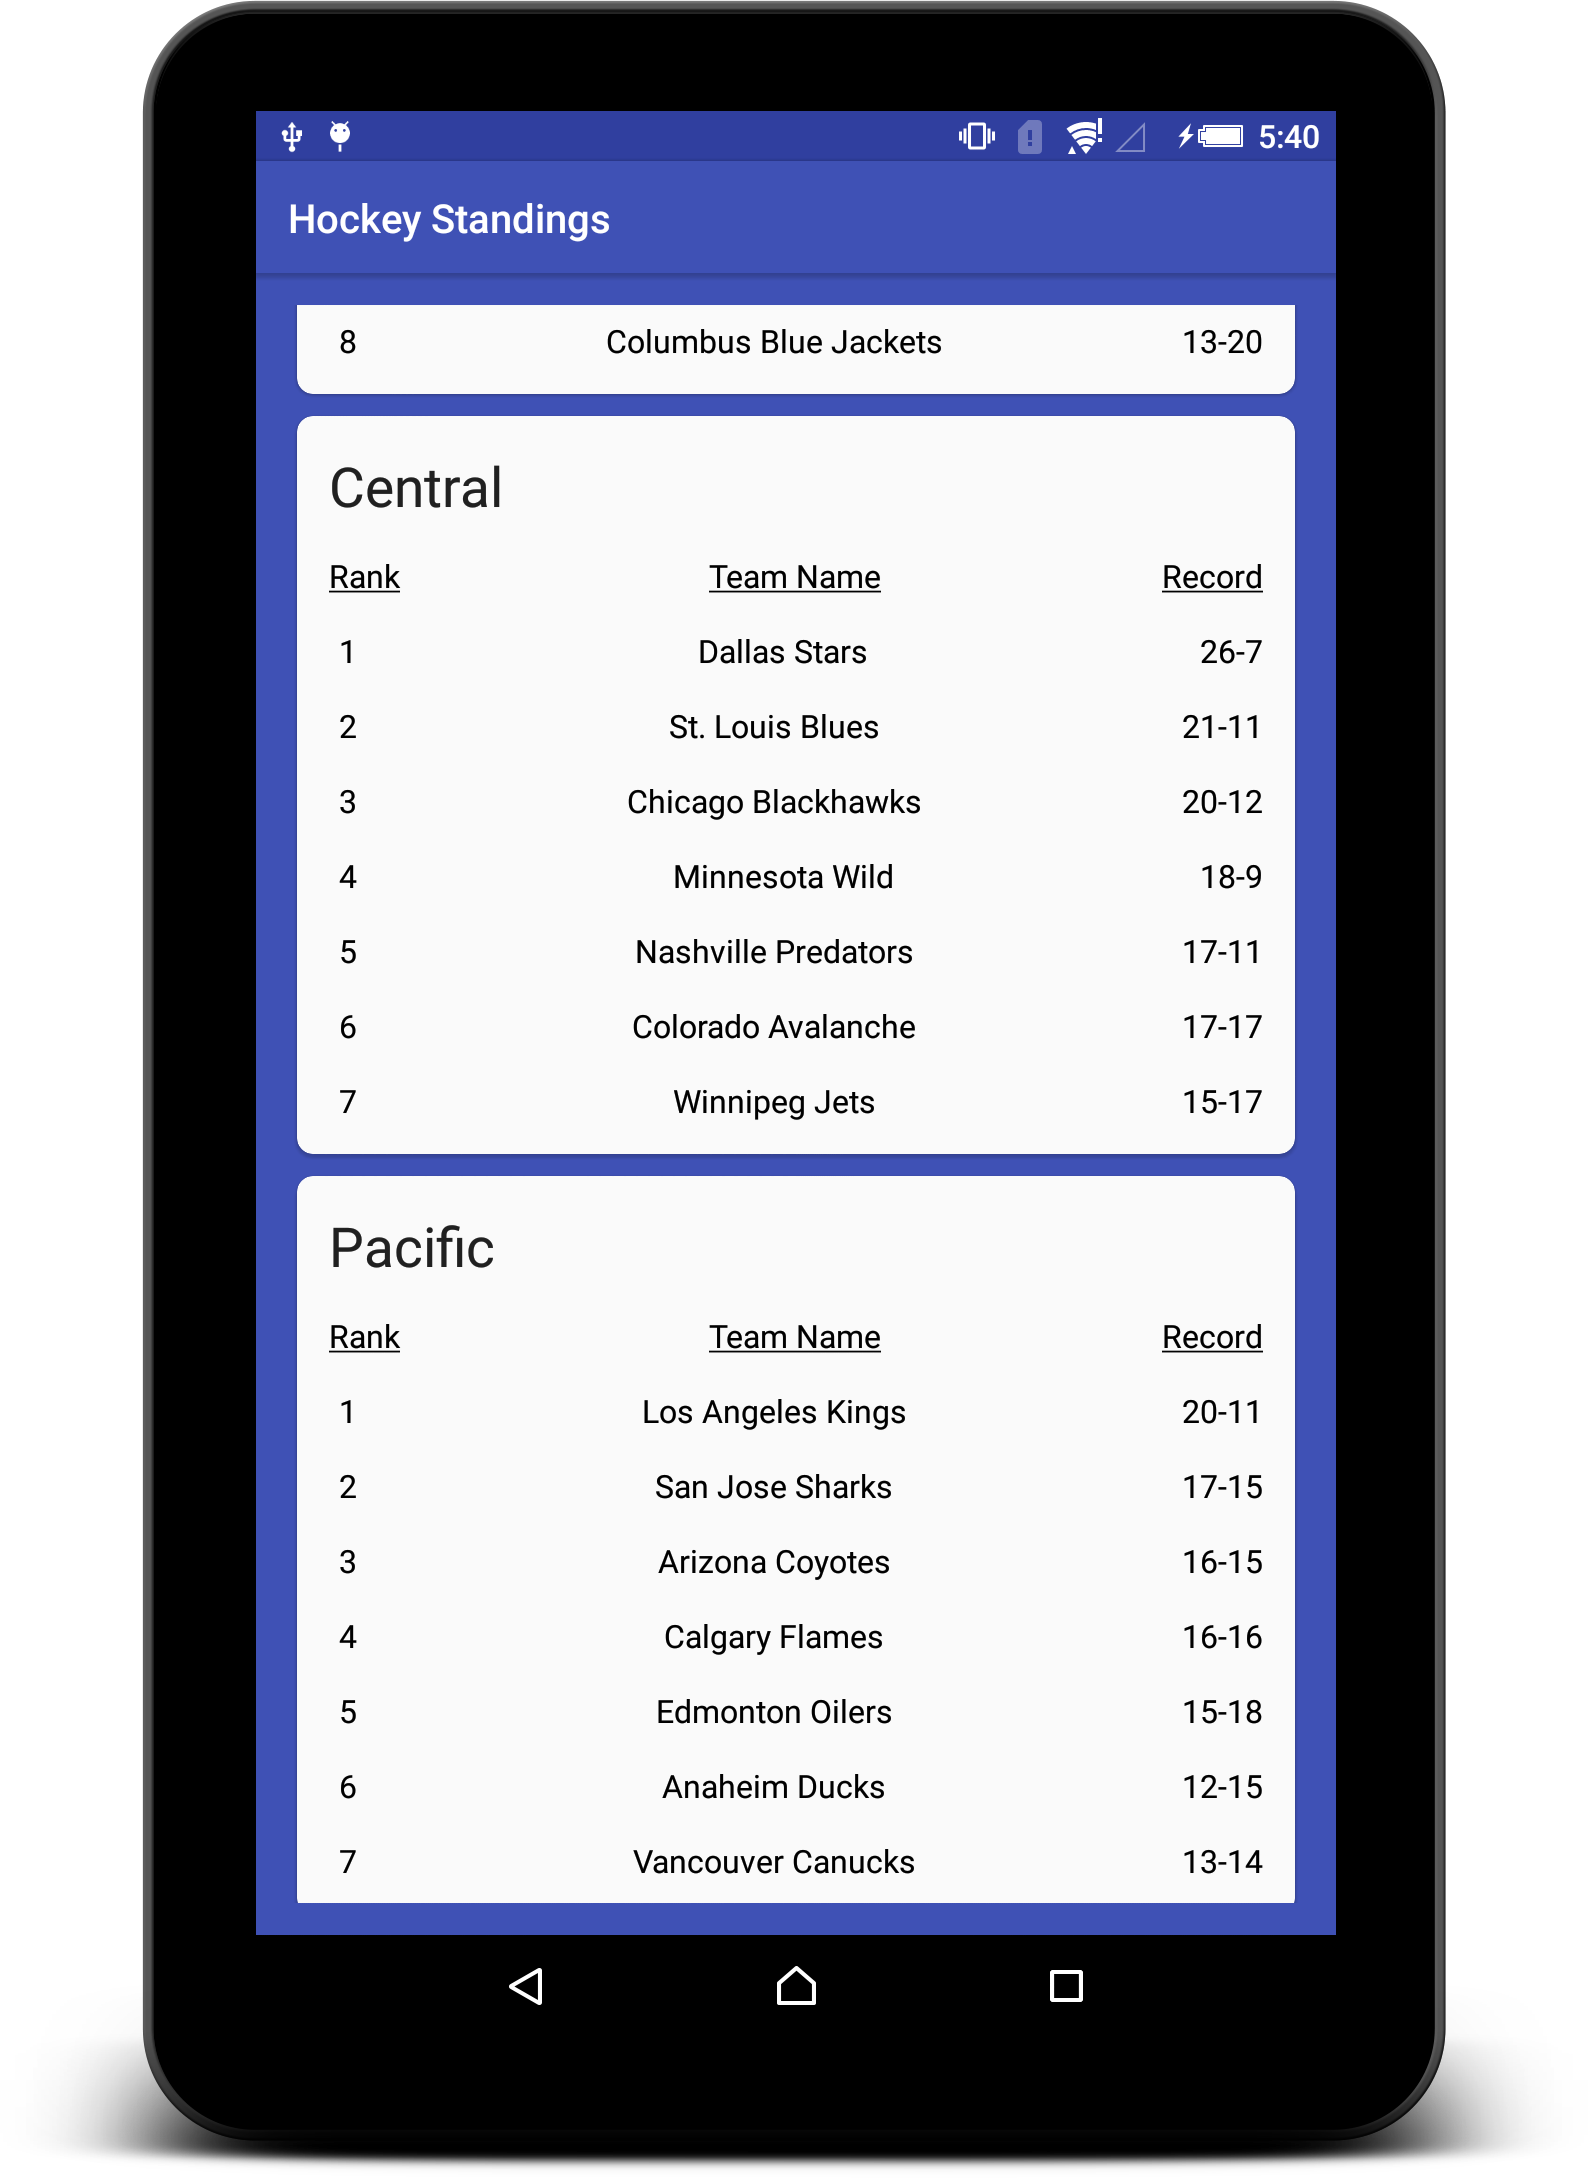 5:40
Hockey Standings
8 Columbus Blue Jackets 13-20
Central
Rank Team Name Record
1 Dallas Stars 26-7
2 St. Louis Blues 21-11
3 Chicago Blackhawks 20-12
4 Minnesota Wild 18-9
5 Nashville Predators 17-11
6 Colorado Avalanche 17-17
7 Winnipeg Jets 15-17
Pacific
Rank Team Name Record
1 Los Angeles Kings 20-11
2 San Jose Sharks 17-15
3 Arizona Coyotes 16-15
4 Calgary Flames 16-16
5 Edmonton Oilers 15-18
6 Anaheim Ducks 12-15
7 Vancouver Canucks 13-14